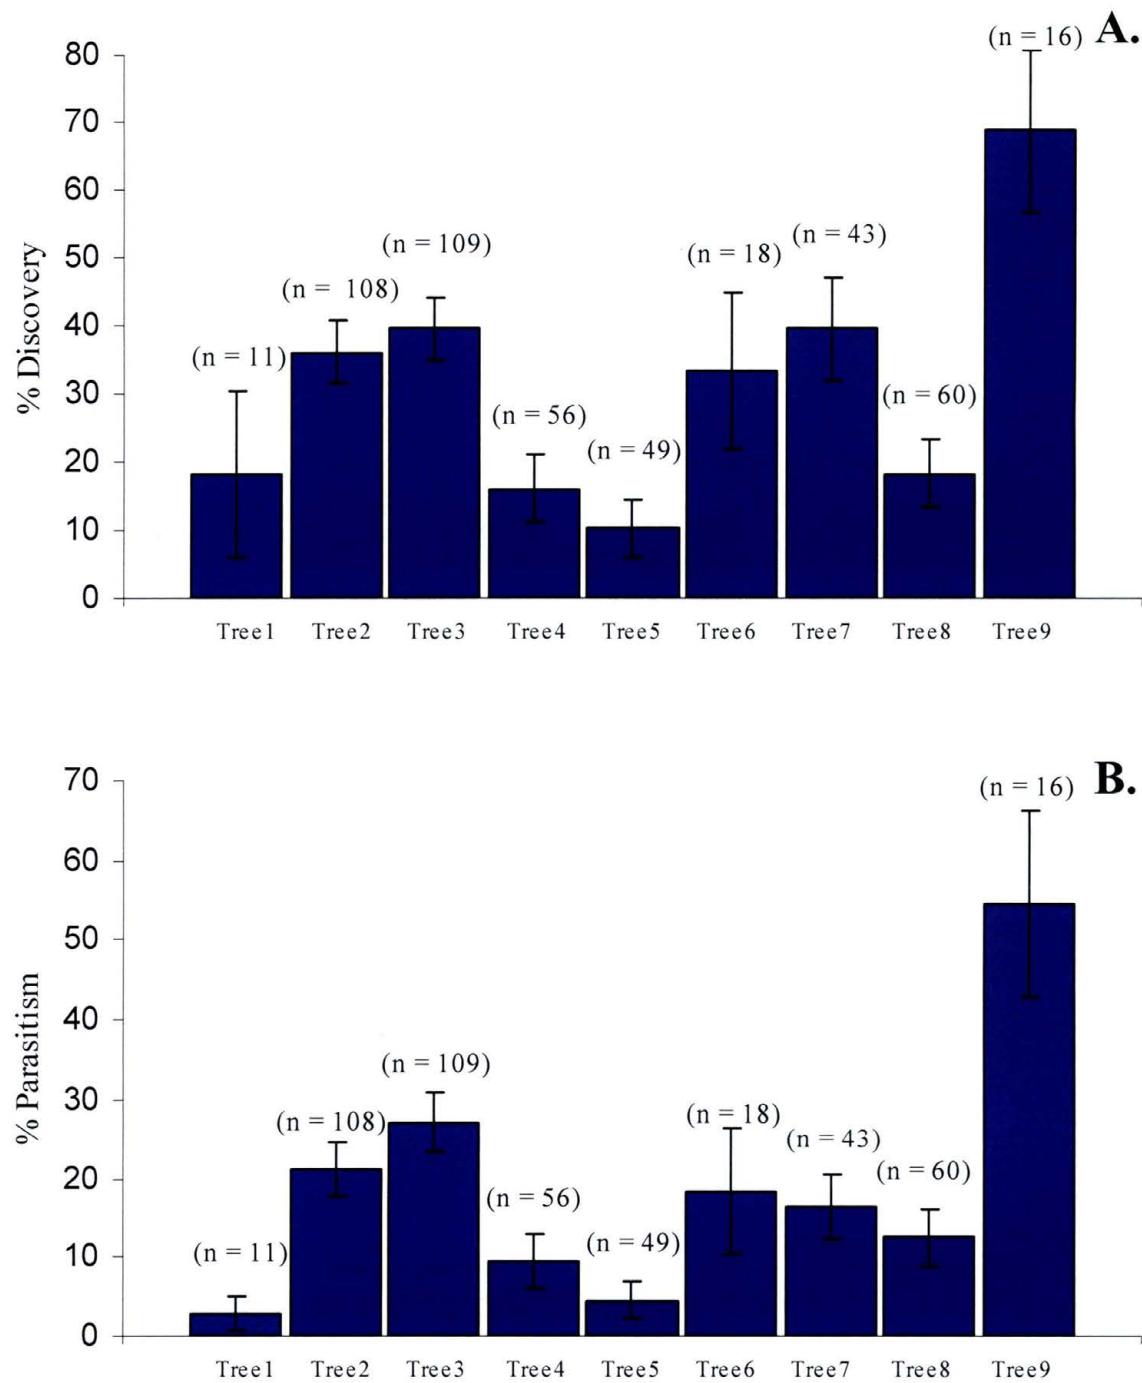 A.
(n = 16)
80
70
60
50
40
30
20
10
0
% Discovery
(n = 11)
(n = 108)
(n = 109)
(n = 56)
(n = 49)
(n = 18)
(n = 43)
(n = 60)
Tree1 Tree2 Tree3 Tree4 Tree5 Tree6 Tree7 Tree8 Tree9
B.
(n = 16)
70
60
50
40
30
20
10
0
% Parasitism
(n = 11)
(n = 108)
(n = 109)
(n = 56)
(n = 49)
(n = 18)
(n = 43)
(n = 60)
Tree1 Tree2 Tree3 Tree4 Tree5 Tree6 Tree7 Tree8 Tree9